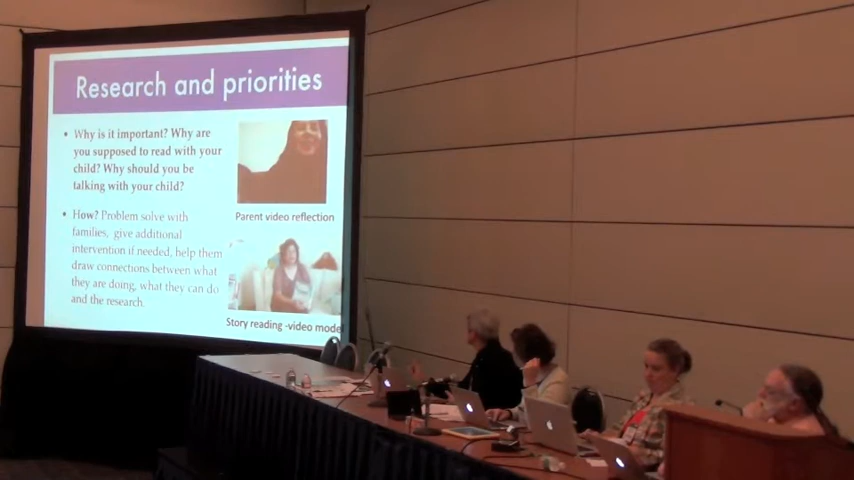 Research and priorities
• Why is it important? Why are
you supposed to read with your
child? Why should you be
talking with your child?
• How? Problem solve with
families, give additional
intervention if needed, help them
draw connections between what
they are doing, what they can do
and the research.
Parent video reflection
Story reading -video mode